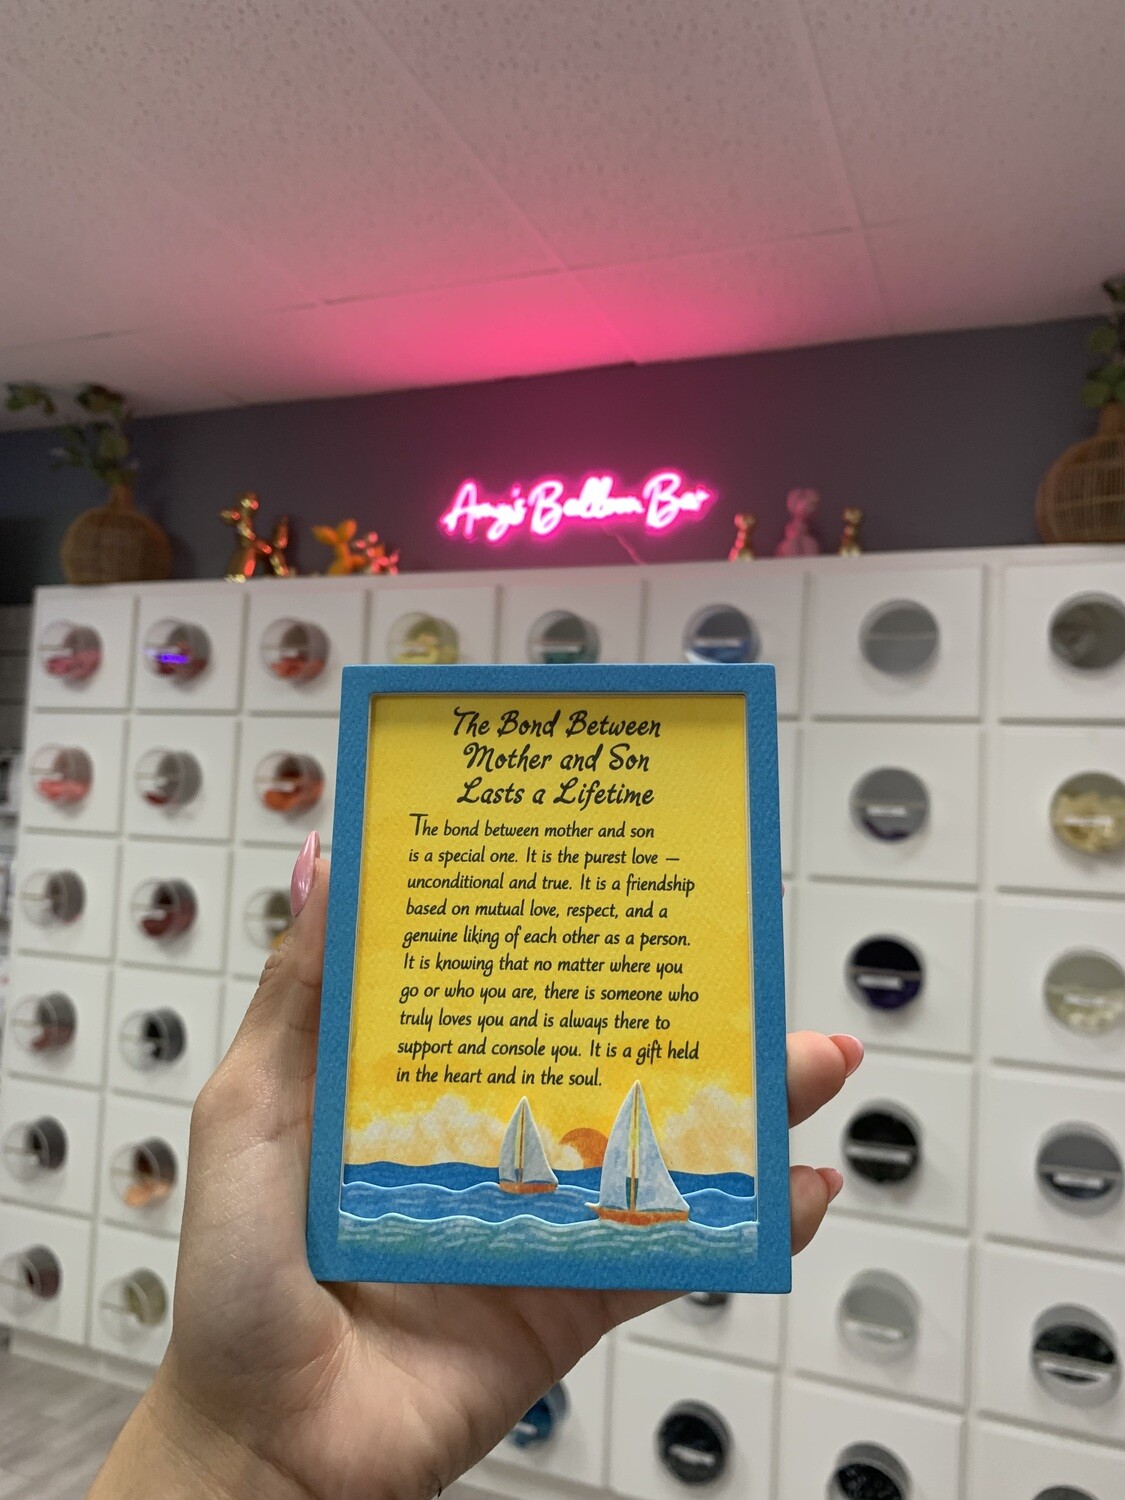 Amy's Balloon Bar
The Bond Between
Mother and Son
Lasts a Lifetime
The bond between mother and son
is a special one. It is the purest love —
unconditional and true. It is a friendship
based on mutual love, respect, and a
genuine liking of each other as a person.
It is knowing that no matter where you
go or who you are, there is someone who
truly loves you and is always there to
support and console you. It is a gift held
in the heart and in the soul.